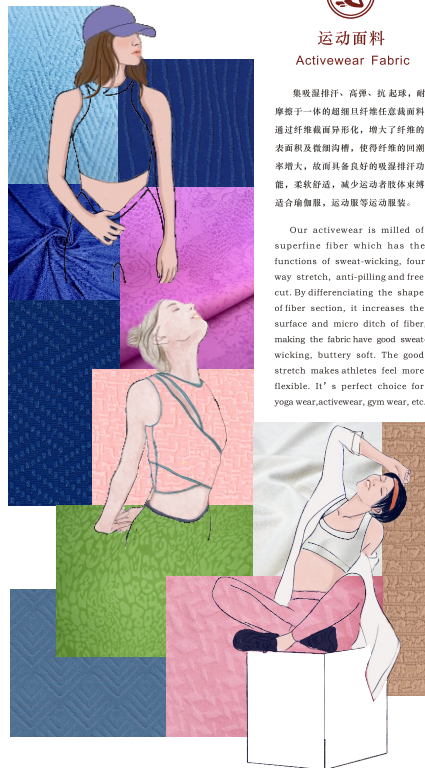 运动面料
Activewear Fabric
集吸湿排汗、高弹、抗 起球，耐
摩擦于一体的超细旦纤维任意裁面料
通过纤维截面异形化，增大了纤维的
表面积及微细沟槽，使得纤维的回潮
率增大，故而具备良好的吸湿排汗功
能，柔软舒适，减少运动者肢体束缚
适合瑜伽服，运动服等运动服装。
Our activewear is milled of
superfine fiber which has the
functions of sweat-wicking, four
way stretch, anti-pilling and free
cut. By differenciating the shape
of fiber section, it increases the
surface and micro ditch of fiber,
making the fabric have good sweat-
wicking, buttery soft. The good
stretch makes athletes feel more
flexible. It's perfect choice for
yoga wear,activewear, gym wear, etc.